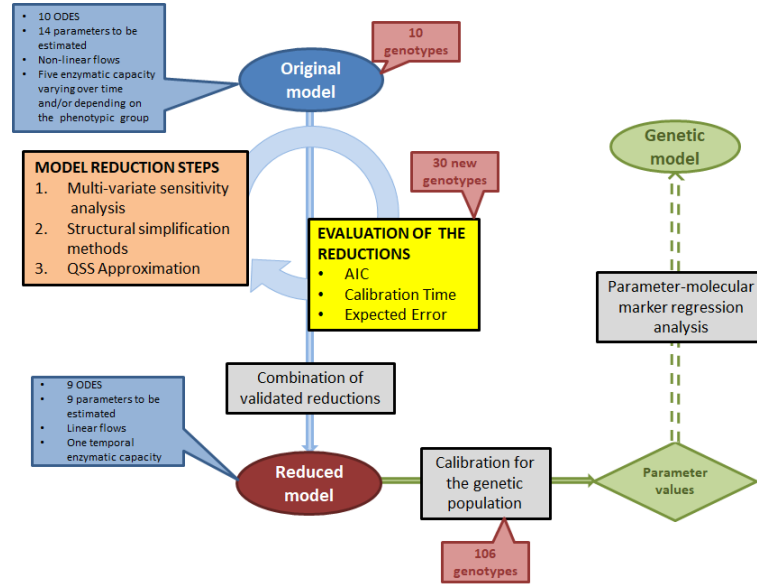 • 10 ODES
• 14 parameters to be
estimated
• Non-linear flows
• Five enzymatic capacity
varying over time
and/or depending on
the phenotypic group
Original
model
10
genotypes
Genetic
model
MODEL REDUCTION STEPS
1. Multi-variate sensitivity
analysis
2. Structural simplification
methods
3. QSS Approximation
30 new
genotypes
EVALUATION OF THE
REDUCTIONS
• AIC
• Calibration Time
• Expected Error
Parameter-molecular
marker regression
analysis
Combination of
validated reductions
• 9 ODES
• 9 parameters to be
estimated
• Linear flows
• One temporal
enzymatic capacity
Reduced
model
Calibration for
the genetic
population
Parameter
values
106
genotypes